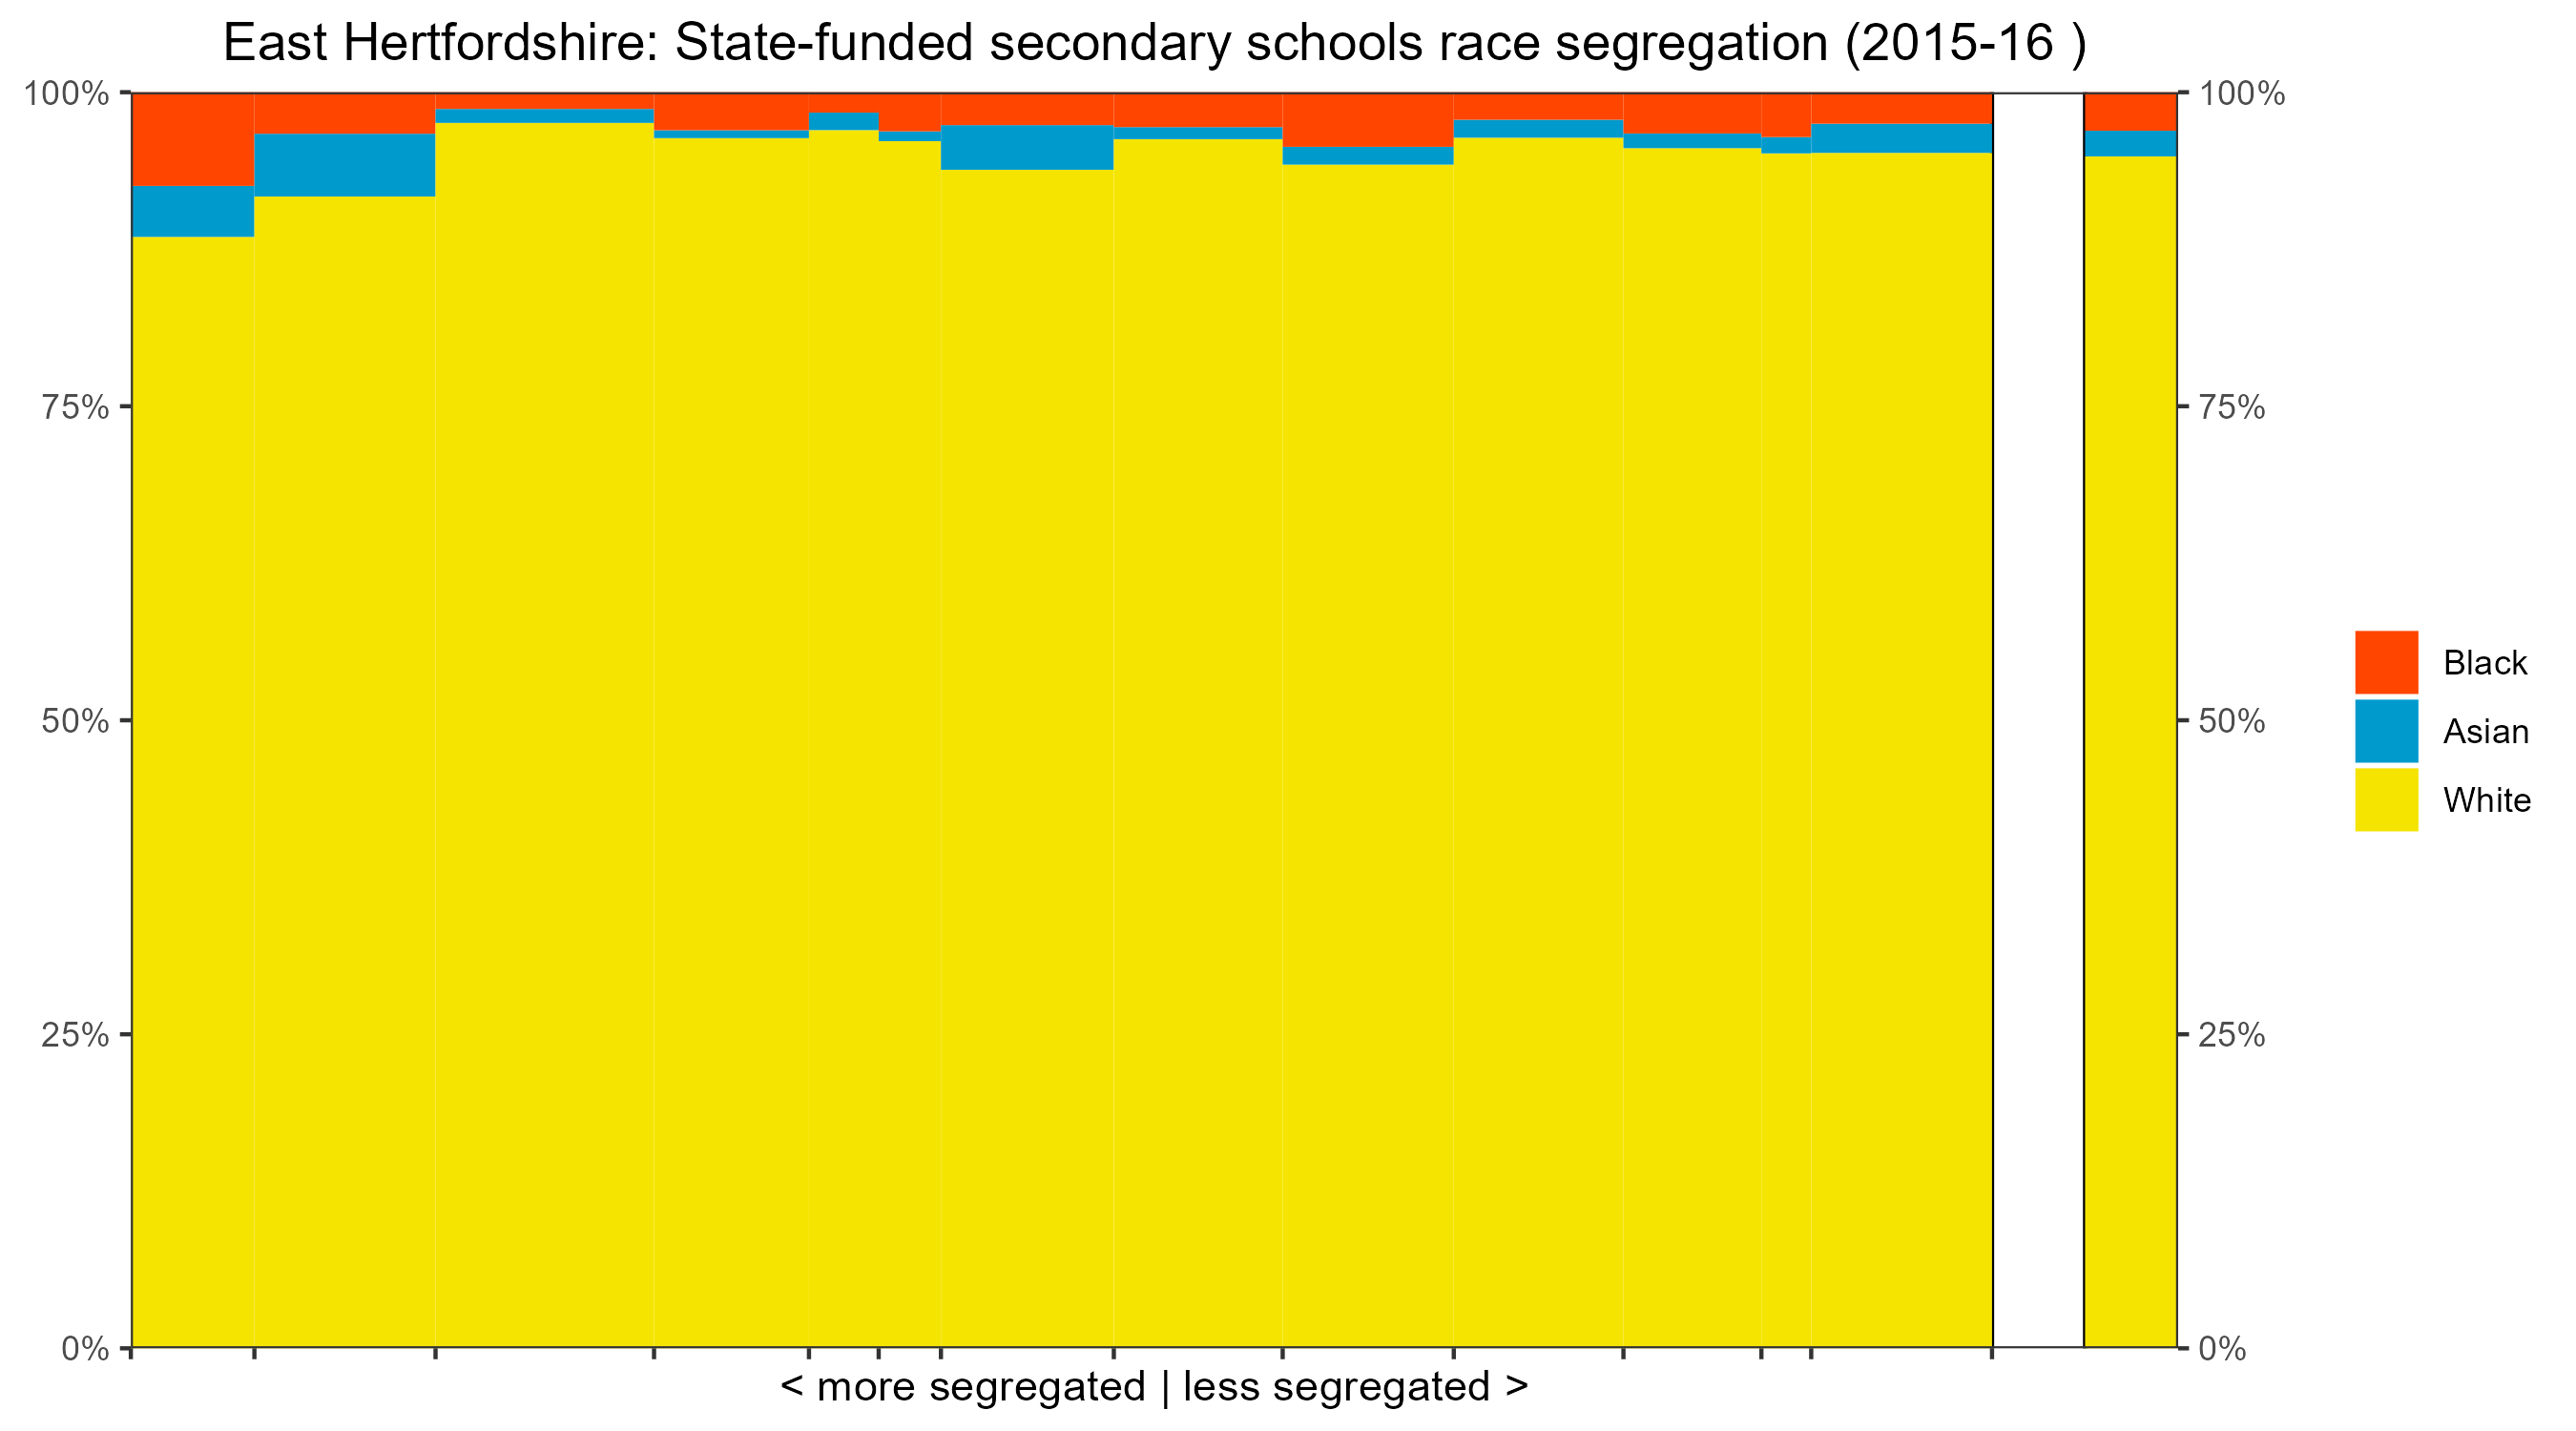 East Hertfordshire: State-funded secondary schools race segregation (2015-16 )
100%
75%
50%
25%
0%
100%
75%
50%
25%
0%
Black
Asian
White
< more segregated | less segregated >